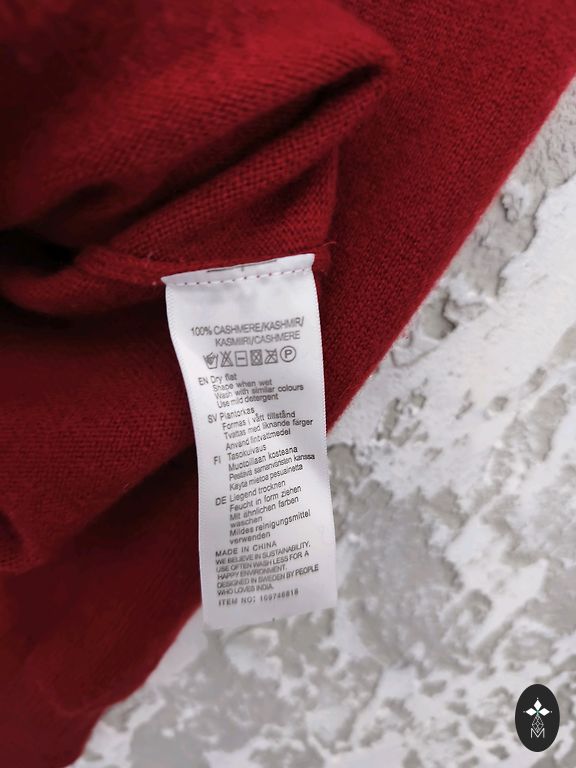 100% CASHMERE/KASHMIR/
KASMIIRI/CASHMERE
P
EN Dry flat
Shape when wet
Wash with similar colours
Use mild detergent
SV Plantorkas
Formas i vått tillstånd
Tvättas med liknande färger
Använd fintvättmedel
FI Tasokuivaus
Muotoillaan kosteana
Pestävä samanväristen kanssa
Käytä mietoa pesuainetta
DE Liegend trocknen
Feucht in form ziehen
Mit ähnlichen farben
waschen
Mildes reinigungsmittel
verwenden
MADE IN CHINA
WE BELIEVE IN SUSTAINABILITY.
USE OFTEN WASH LESS FOR A
HAPPY ENVIRONMENT.
DESIGNED IN SWEDEN BY PEOPLE
WHO LOVES INDIA.
ITEM NO: 109746818
M